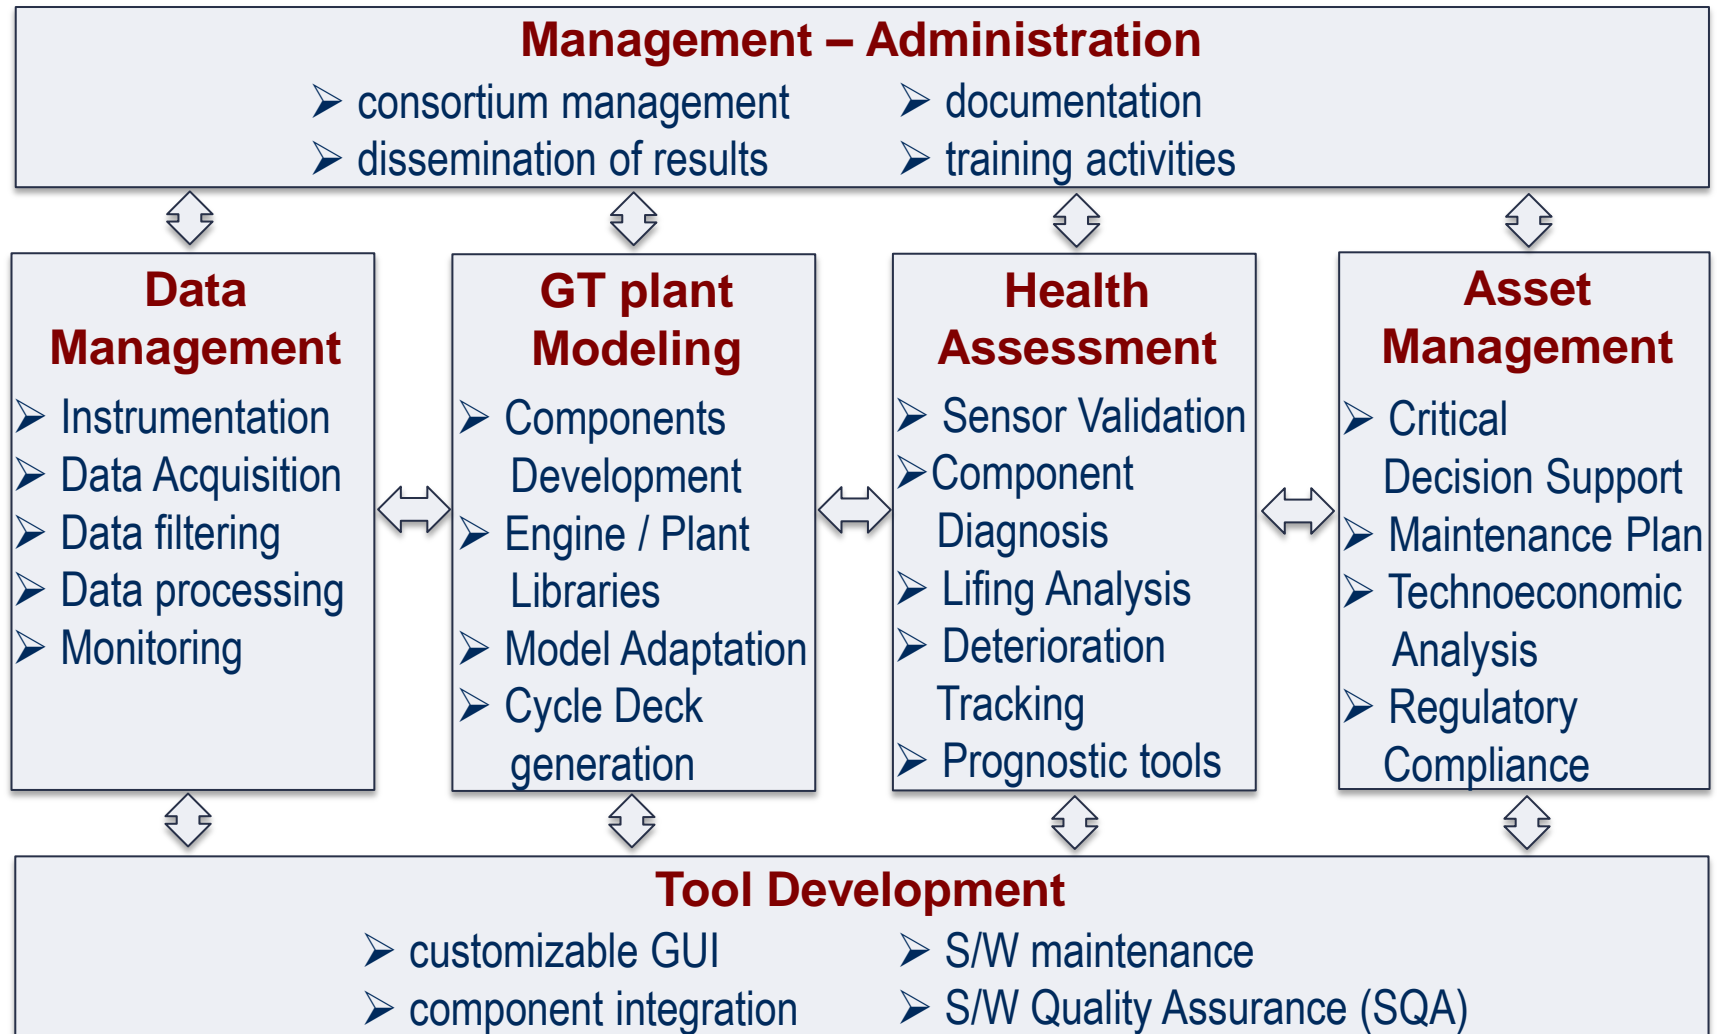 Management – Administration
➢ consortium management
➢ dissemination of results
➢ documentation
➢ training activities
Data
Management
➢ Instrumentation
➢ Data Acquisition
➢ Data filtering
➢ Data processing
➢ Monitoring
GT plant
Modeling
➢ Components
Development
➢ Engine / Plant
Libraries
➢ Model Adaptation
➢ Cycle Deck
generation
Health
Assessment
➢ Sensor Validation
➢ Component
Diagnosis
➢ Lifing Analysis
➢ Deterioration
Tracking
➢ Prognostic tools
Asset
Management
➢ Critical
Decision Support
➢ Maintenance Plan
➢ Technoeconomic
Analysis
➢ Regulatory
Compliance
Tool Development
➢ customizable GUI
➢ component integration
➢ S/W maintenance
➢ S/W Quality Assurance (SQA)